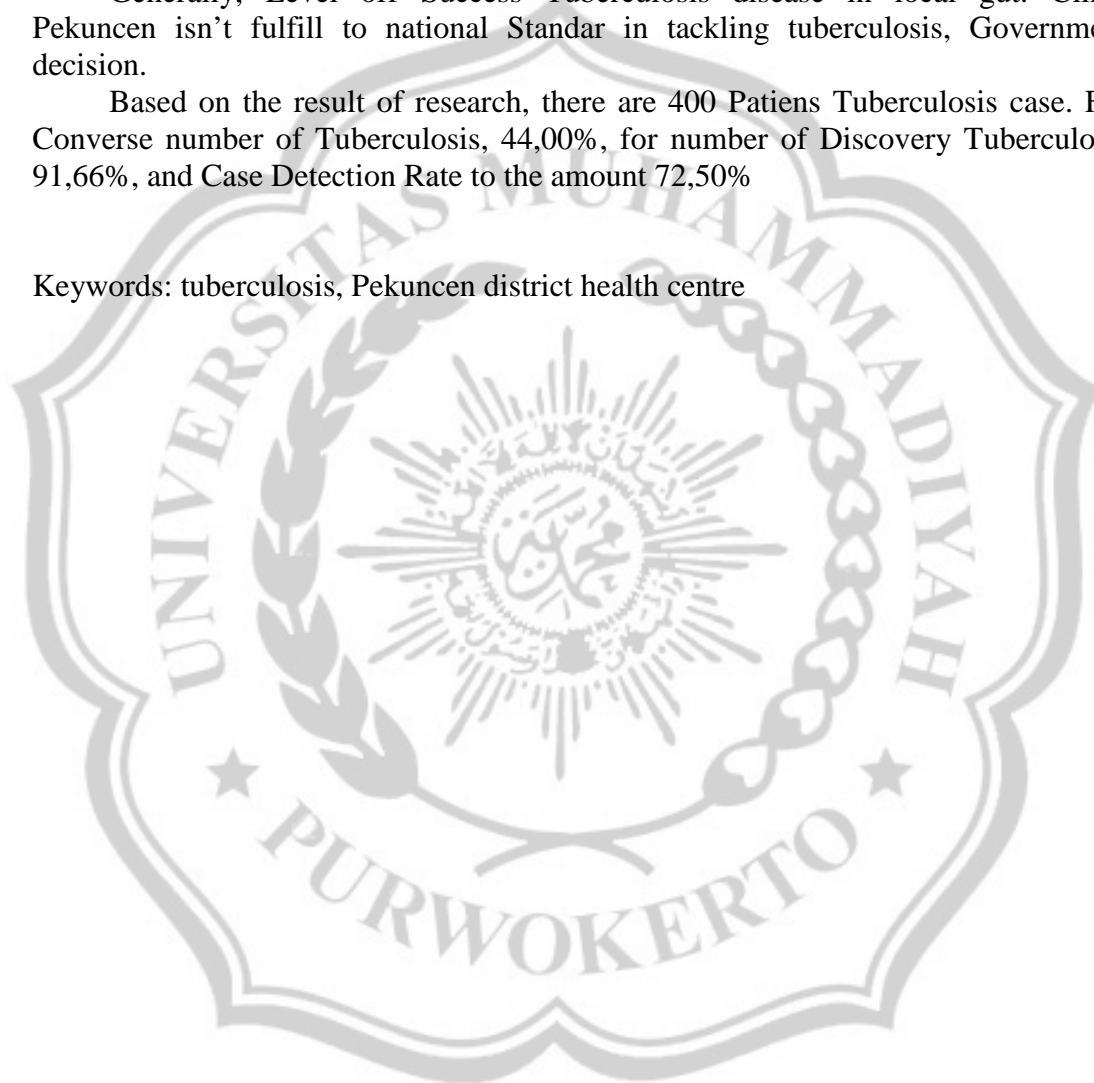 Pekuncen isn't fulfill to national Standar in tackling tuberculosis,
decision.
Based on the result of research, there are 400 Patiens Tuberculosis case.
Converse number of Tuberculosis, 44,00%, for number of Discovery
91,66%, and Case Detection Rate to the amount 72,50%
Keywords: tuberculosis, Pekuncen district health centre
UNIVERSITAS MUHAMMADIYAH
PURWOKERTO